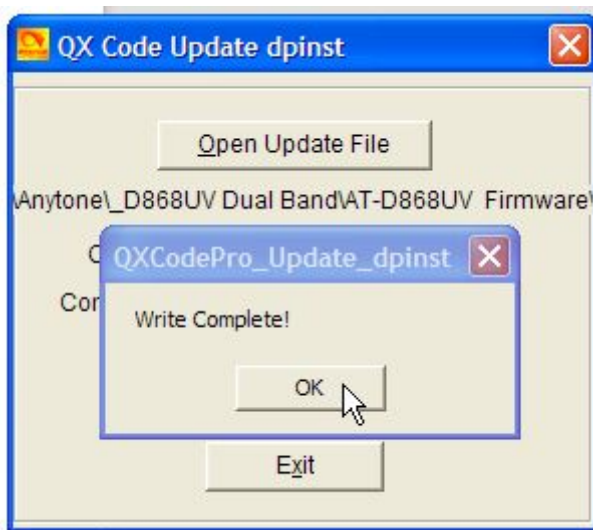 QX Code Update dpinst
Open Update File
\Anytone\_D868UV Dual Band\AT-D868UV Firmware\
QXCodePro_Update_dpinst
Write Complete!
OK
Exit